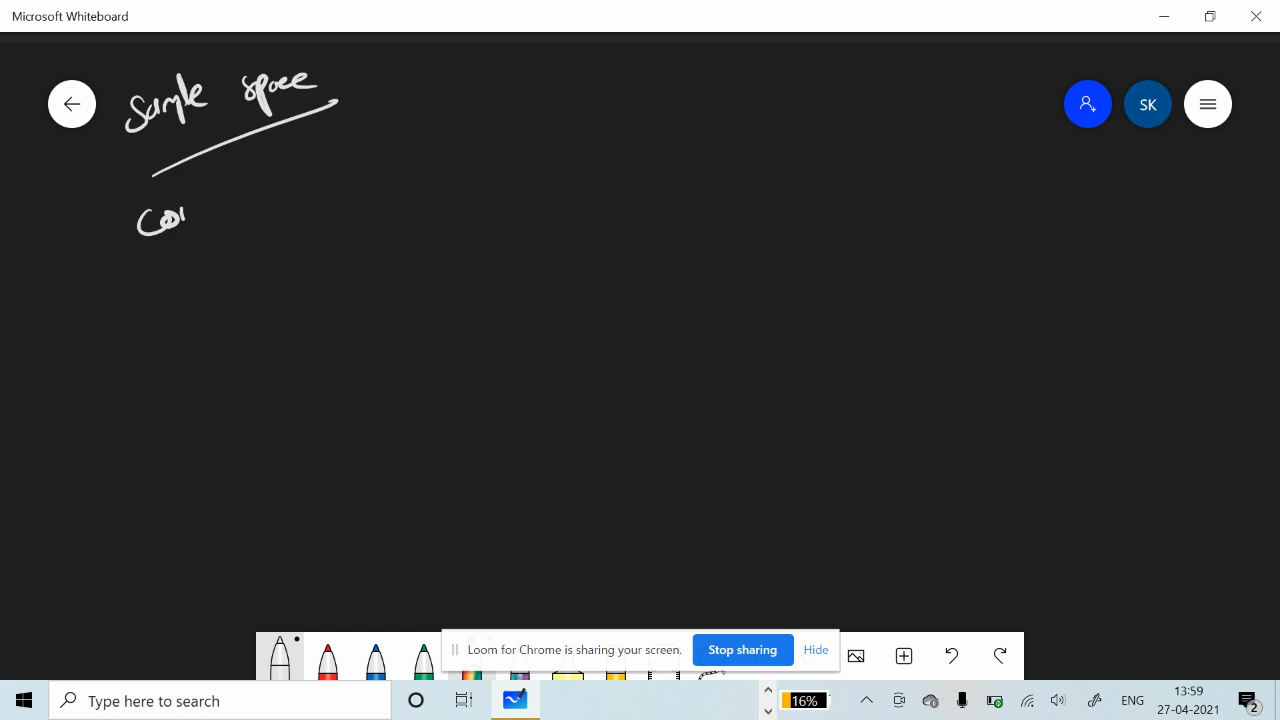 Microsoft Whiteboard
Sample space
SK
Loom for Chrome is sharing your screen.
Stop sharing
Hide
Type here to search
16%
ENG
13:59
27-04-2021
2